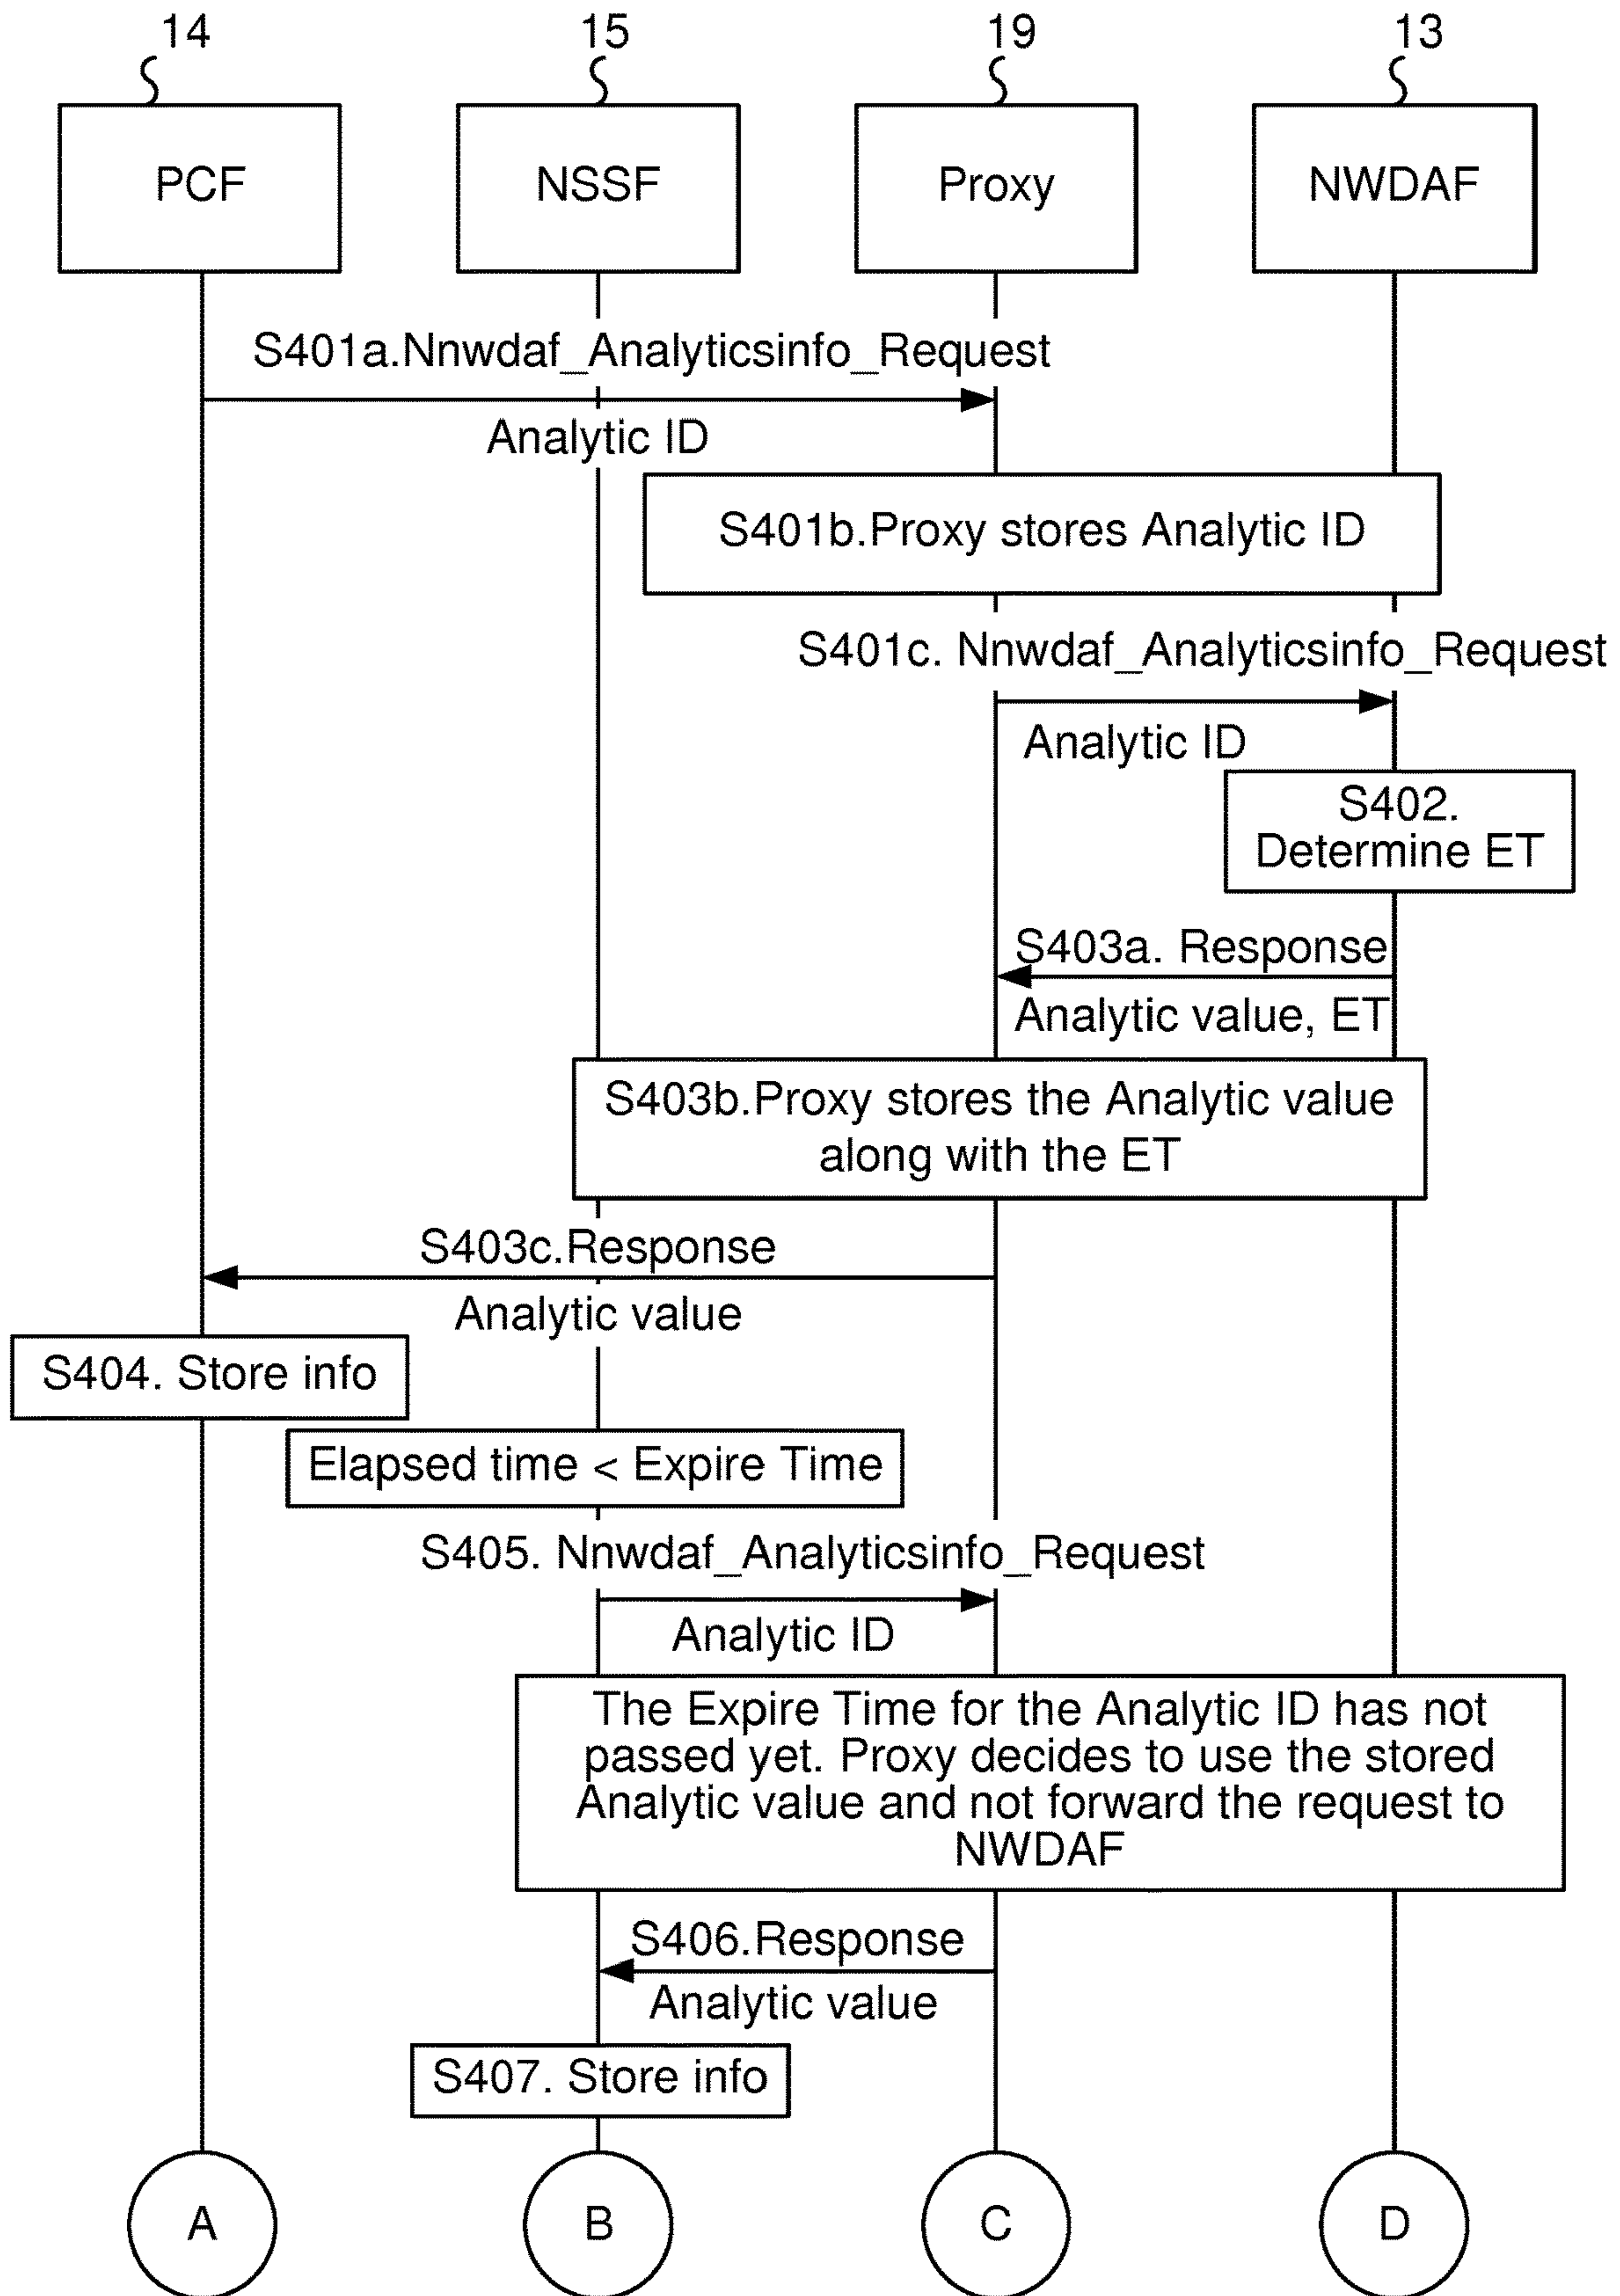 14
15
19
13
PCF
NSSF
Proxy
NWDAF
S401a.Nnwdaf_Analyticsinfo_Request
Analytic ID
S401b.Proxy stores Analytic ID
S401c. Nnwdaf_Analyticsinfo_Request
Analytic ID
S402.
Determine ET
S403a. Response
Analytic value, ET
S403b.Proxy stores the Analytic value
along with the ET
S403c.Response
Analytic value
S404. Store info
Elapsed time < Expire Time
S405. Nnwdaf_Analyticsinfo_Request
Analytic ID
The Expire Time for the Analytic ID has not
passed yet. Proxy decides to use the stored
Analytic value and not forward the request to
NWDAF
S406.Response
Analytic value
S407. Store info
A
B
C
D